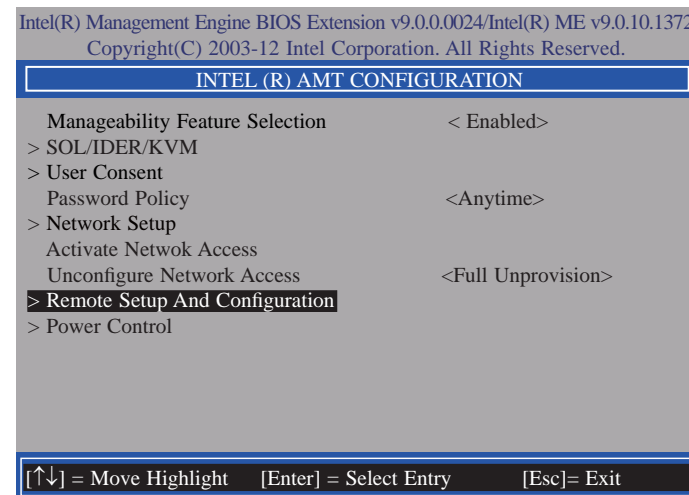 Intel(R) Management Engine BIOS Extension v9.0.0.0024/Intel(R) ME v9.0.10.1372
Copyright(C) 2003-12 Intel Corporation. All Rights Reserved.
INTEL (R) AMT CONFIGURATION
Manageability Feature Selection < Enabled>
> SOL/IDER/KVM
> User Consent
Password Policy <Anytime>
> Network Setup
Activate Netwok Access
Unconfigure Network Access <Full Unprovision>
> Remote Setup And Configuration
> Power Control
[↑↓] = Move Highlight [Enter] = Select Entry [Esc]= Exit